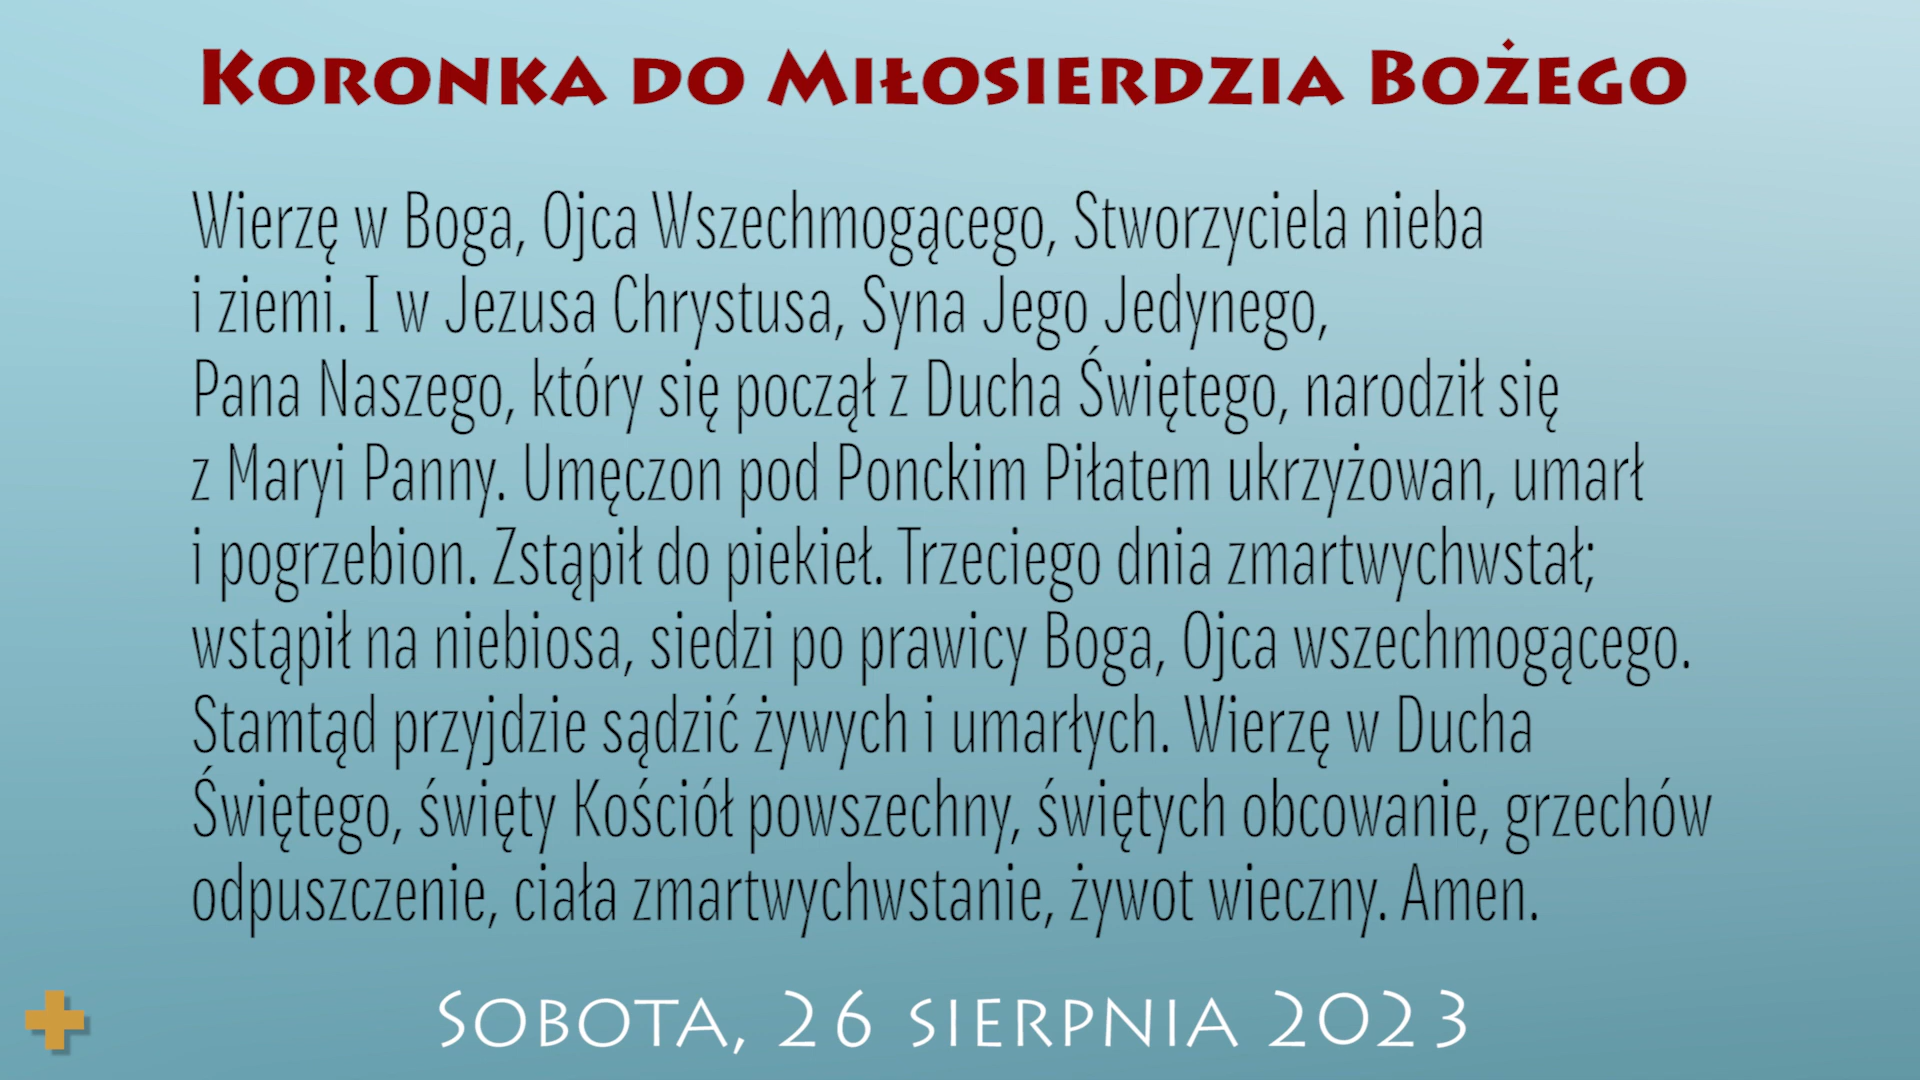 Koronka do Miłosierdzia Bożego
Wierzę w Boga, Ojca Wszechmogącego, Stworzyciela nieba
i ziemi. I w Jezusa Chrystusa, Syna Jego Jedynego,
Pana Naszego, który się począł z Ducha Świętego, narodził się
z Maryi Panny. Umęczon pod Ponckim Piłatem ukrzyżowan, umarł
i pogrzebion. Zstąpił do piekieł. Trzeciego dnia zmartwychwstał;
wstąpił na niebiosa, siedzi po prawicy Boga, Ojca wszechmogącego.
Stamtąd przyjdzie sądzić żywych i umarłych. Wierzę w Ducha
Świętego, święty Kościół powszechny, świętych obcowanie, grzechów
odpuszczenie, ciała zmartwychwstanie, żywot wieczny. Amen.
Sobota, 26 sierpnia 2023